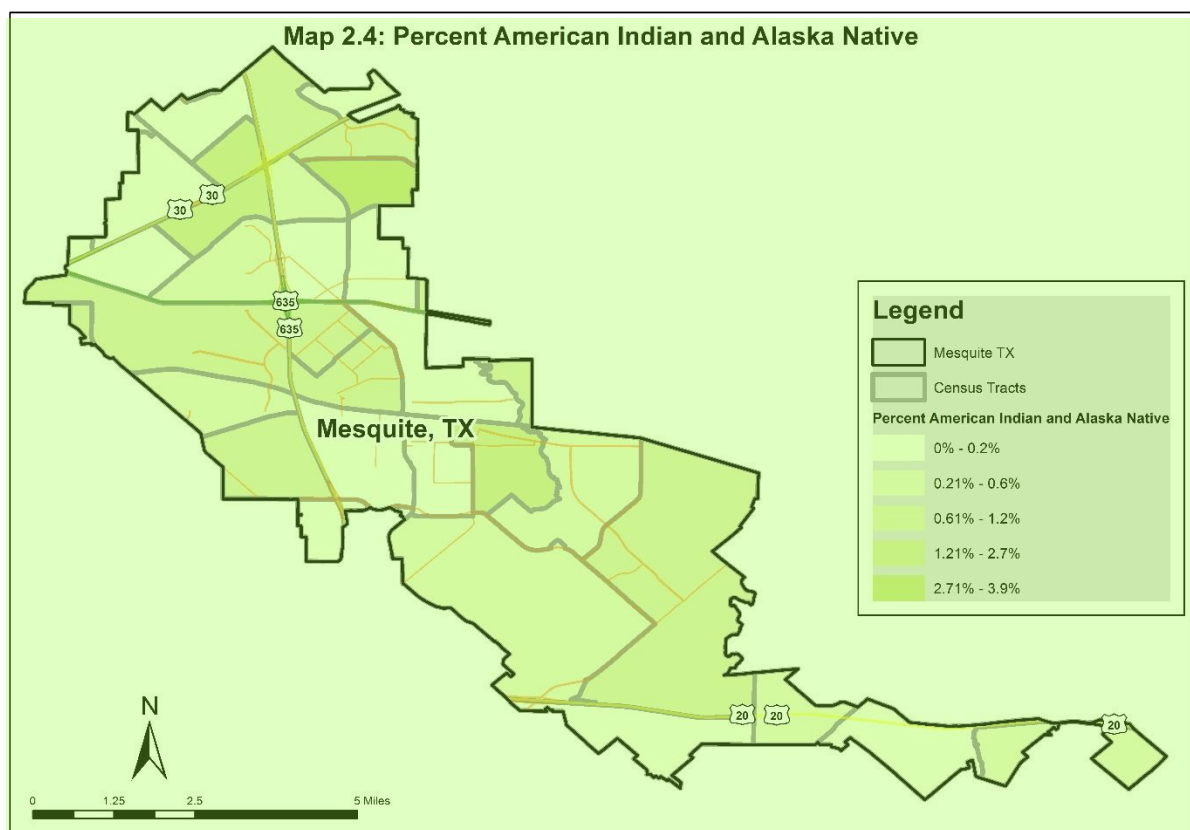 Map 2.4: Percent American Indian and Alaska Native
30
30
635
635
Legend
Mesquite TX
Census Tracts
Percent American Indian and Alaska Native
0% - 0.2%
0.21% - 0.6%
0.61% - 1.2%
1.21% - 2.7%
2.71% - 3.9%
Mesquite, TX
20
20
20
N
0 1.25 2.5 5 Miles